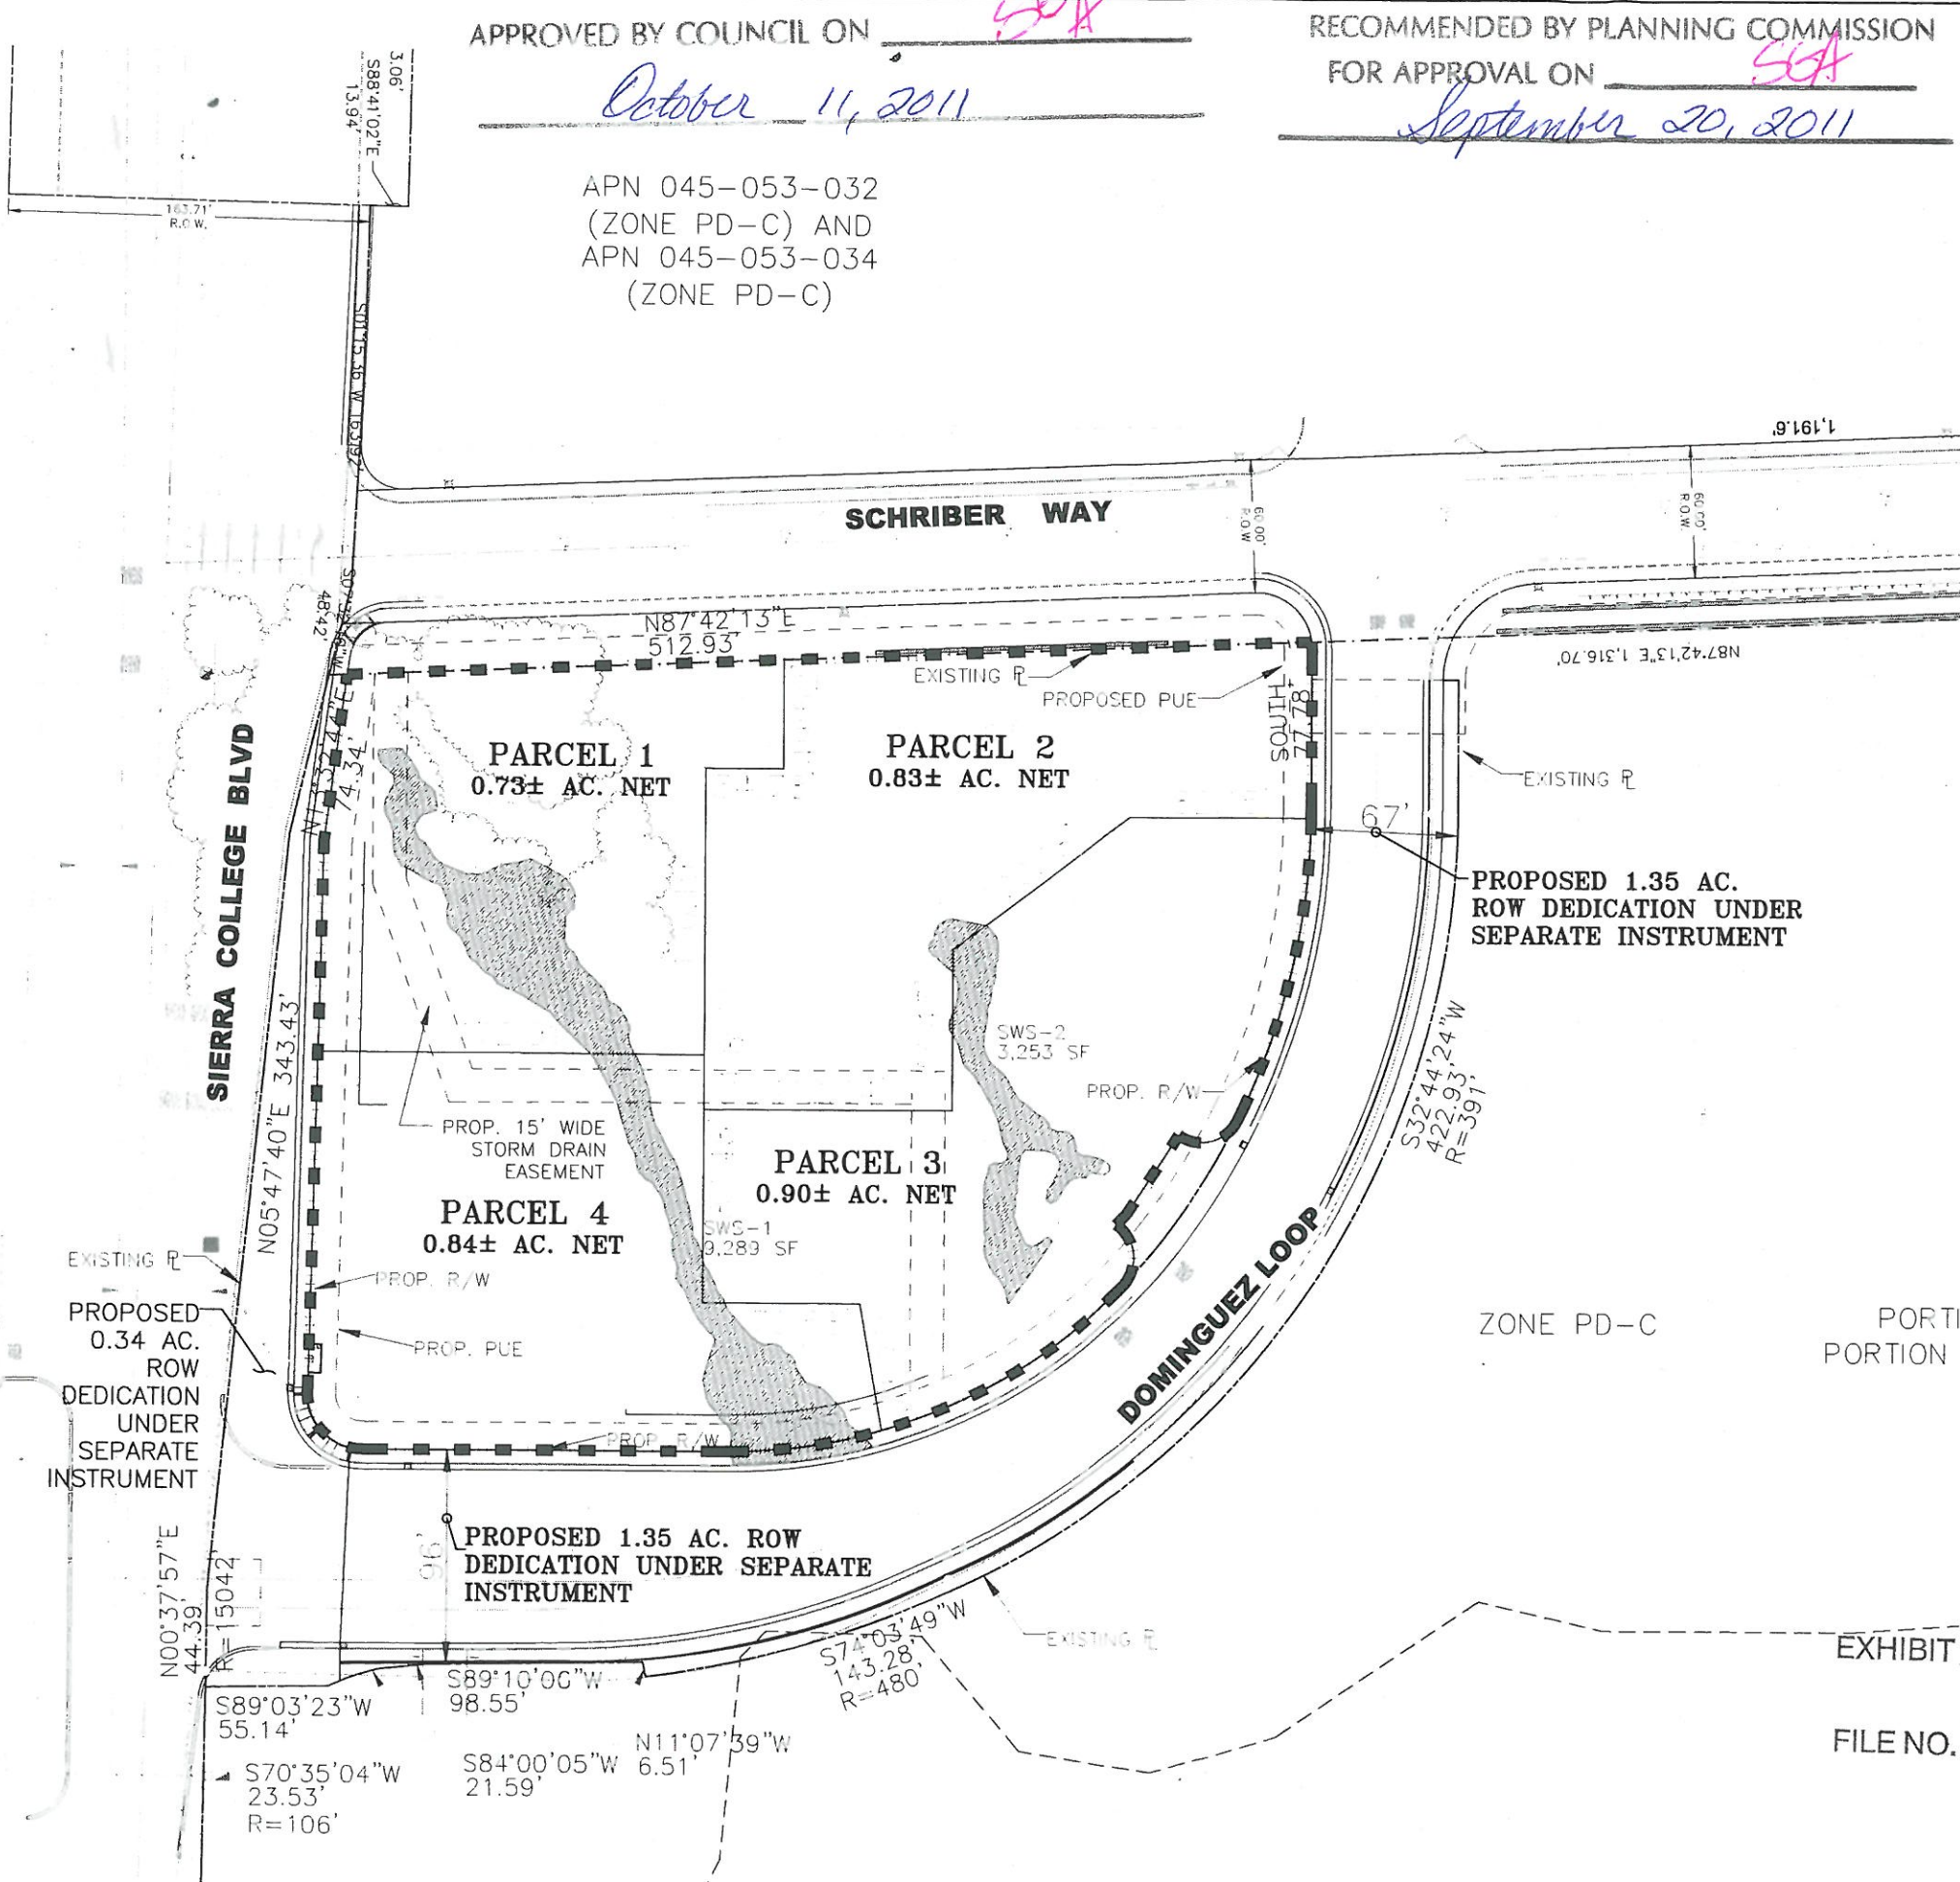 APPROVED BY COUNCIL ON SGA
October 11, 2011
RECOMMENDED BY PLANNING COMMISSION
FOR APPROVAL ON SGA
September 20, 2011
3.06'
S88°41'02"E
13.94'
163.71'
R.O.W.
APN 045-053-032
(ZONE PD-C) AND
APN 045-053-034
(ZONE PD-C)
1,191.6'
SCHRIBER WAY
60.00'
R.O.W.
60.00'
R.O.W.
48.42'
N87°42'13"E
512.93'
N87°42'13"E 1,316.70'
EXISTING PL
PROPOSED PUE
SOUTH
77.78'
74.34'
PARCEL 1
0.73± AC. NET
PARCEL 2
0.83± AC. NET
EXISTING PL
67'
PROPOSED 1.35 AC.
ROW DEDICATION UNDER
SEPARATE INSTRUMENT
SIERRA COLLEGE BLVD
N05°47'40"E 343.43'
SWS-2
3,253 SF
PROP. R/W
S32°44'24"W
422.93'
R=391'
PROP. 15' WIDE
STORM DRAIN
EASEMENT
PARCEL 3
0.90± AC. NET
PARCEL 4
0.84± AC. NET
SWS-1
9,289 SF
EXISTING PL
PROP. R/W
PROPOSED
0.34 AC.
ROW
DEDICATION
UNDER
SEPARATE
INSTRUMENT
PROP. PUE
DOMINGUEZ LOOP
ZONE PD-C
PORTI
PORTION
PROP. R/W
96'
PROPOSED 1.35 AC. ROW
DEDICATION UNDER SEPARATE
INSTRUMENT
N00°37'57"E
44.39'
R=15042'
EXISTING PL
S74°03'49"W
143.28'
R=480'
EXHIBIT
S89°03'23"W
55.14'
S89°10'06"W
98.55'
N11°07'39"W
6.51'
S84°00'05"W
21.59'
S70°35'04"W
23.53'
R=106'
FILE NO.